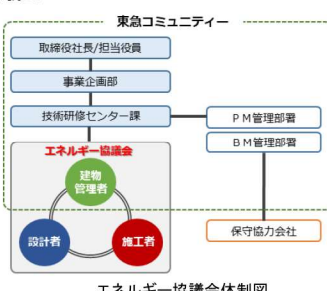 東急コミュニティー
取締役社長/担当役員
事業企画部
技術研修センター課
PM管理部署
BM管理部署
エネルギー協議会
建物
管理者
設計者
施工者
保守協力会社
エネルギー協議会体制図